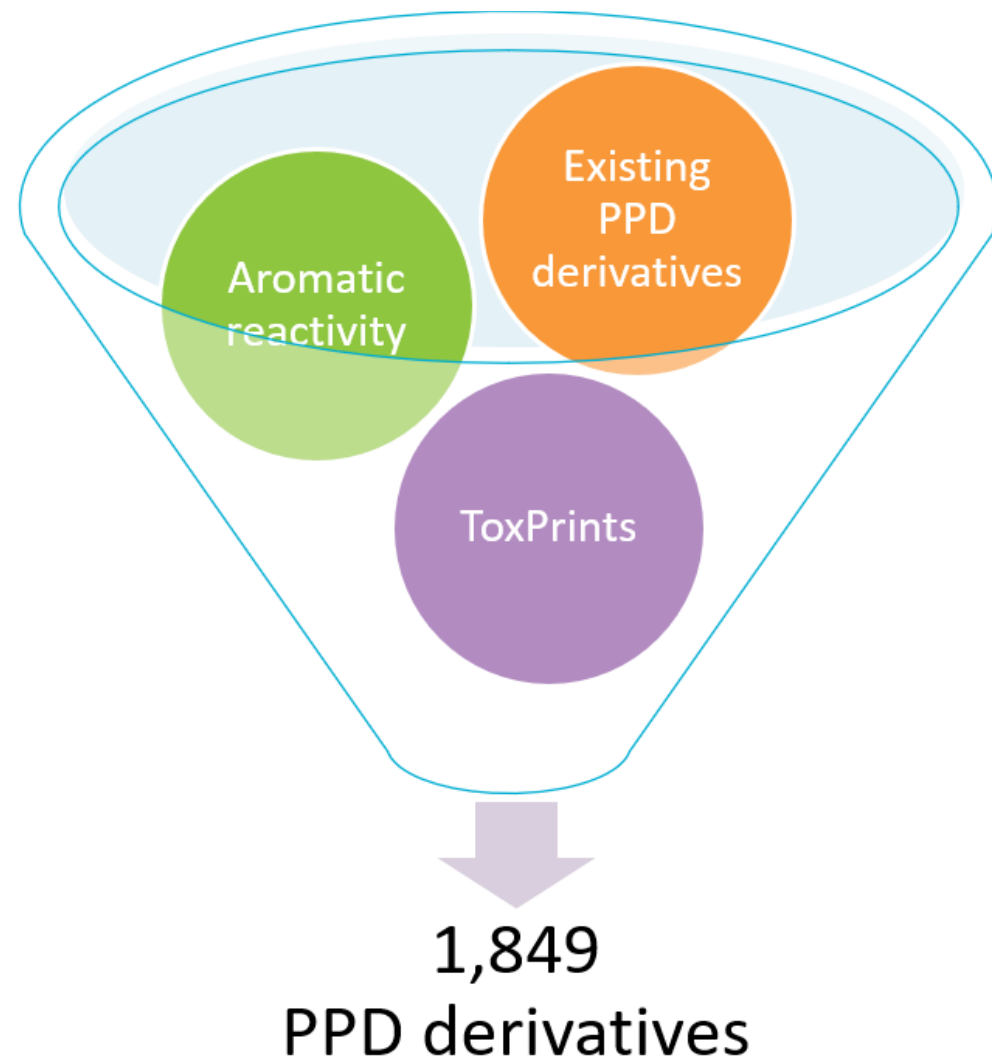 Existing
PPD
derivatives
Aromatic
reactivity
ToxPrints
1,849
PPD derivatives